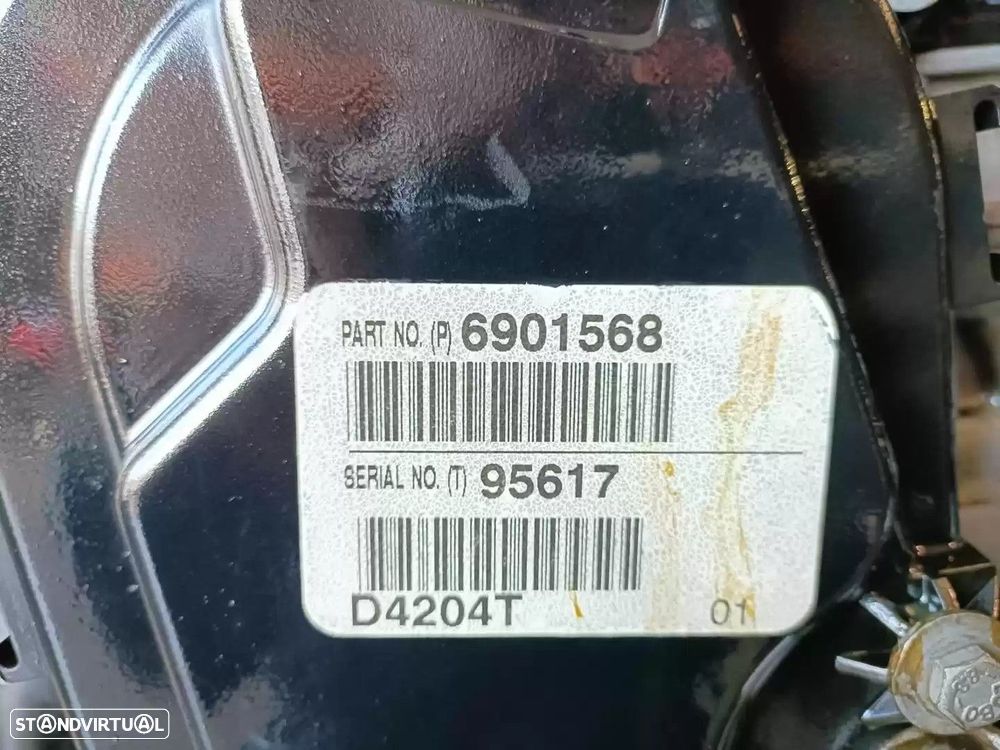 PART NO. (P) 6901568
SERIAL NO. (T) 95617
D4204T 01
STANDVIRTUAL